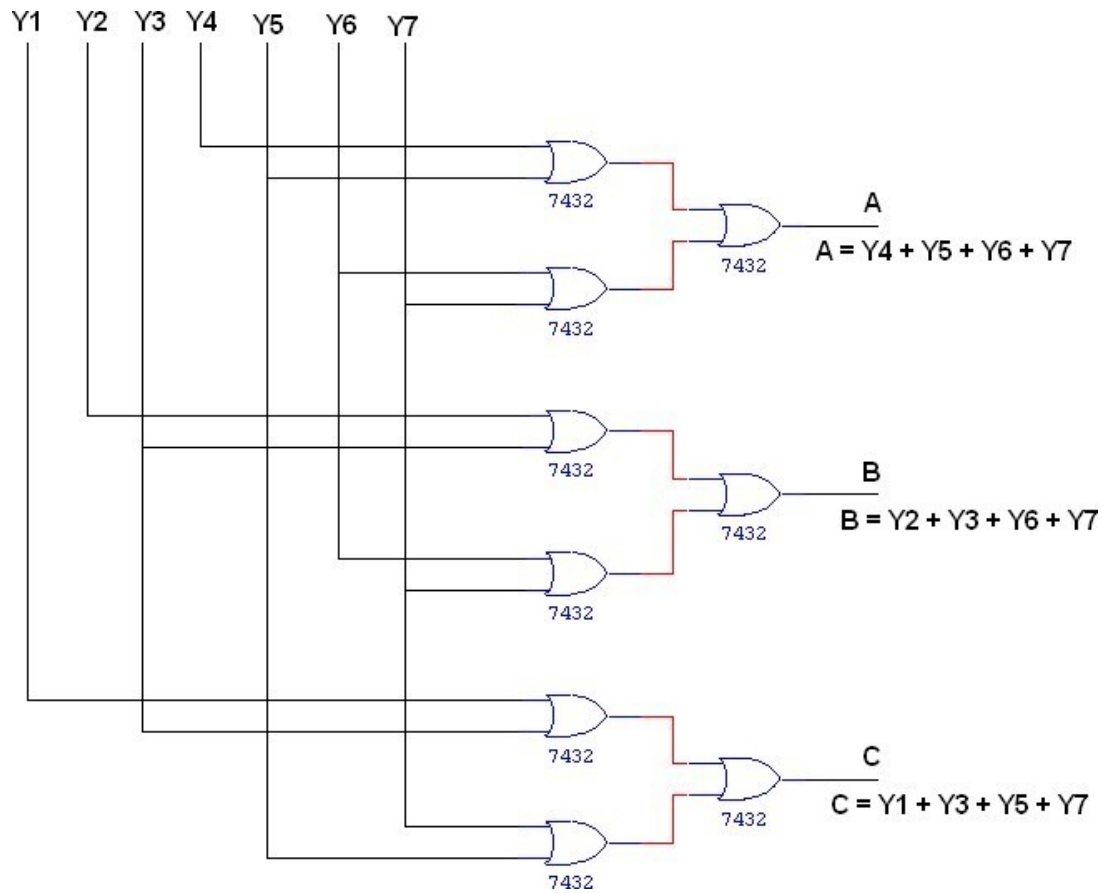 Y1 Y2 Y3 Y4 Y5 Y6 Y7
7432
A
7432
A = Y4 + Y5 + Y6 + Y7
7432
7432
B
7432
B = Y2 + Y3 + Y6 + Y7
7432
7432
C
7432
C = Y1 + Y3 + Y5 + Y7
7432